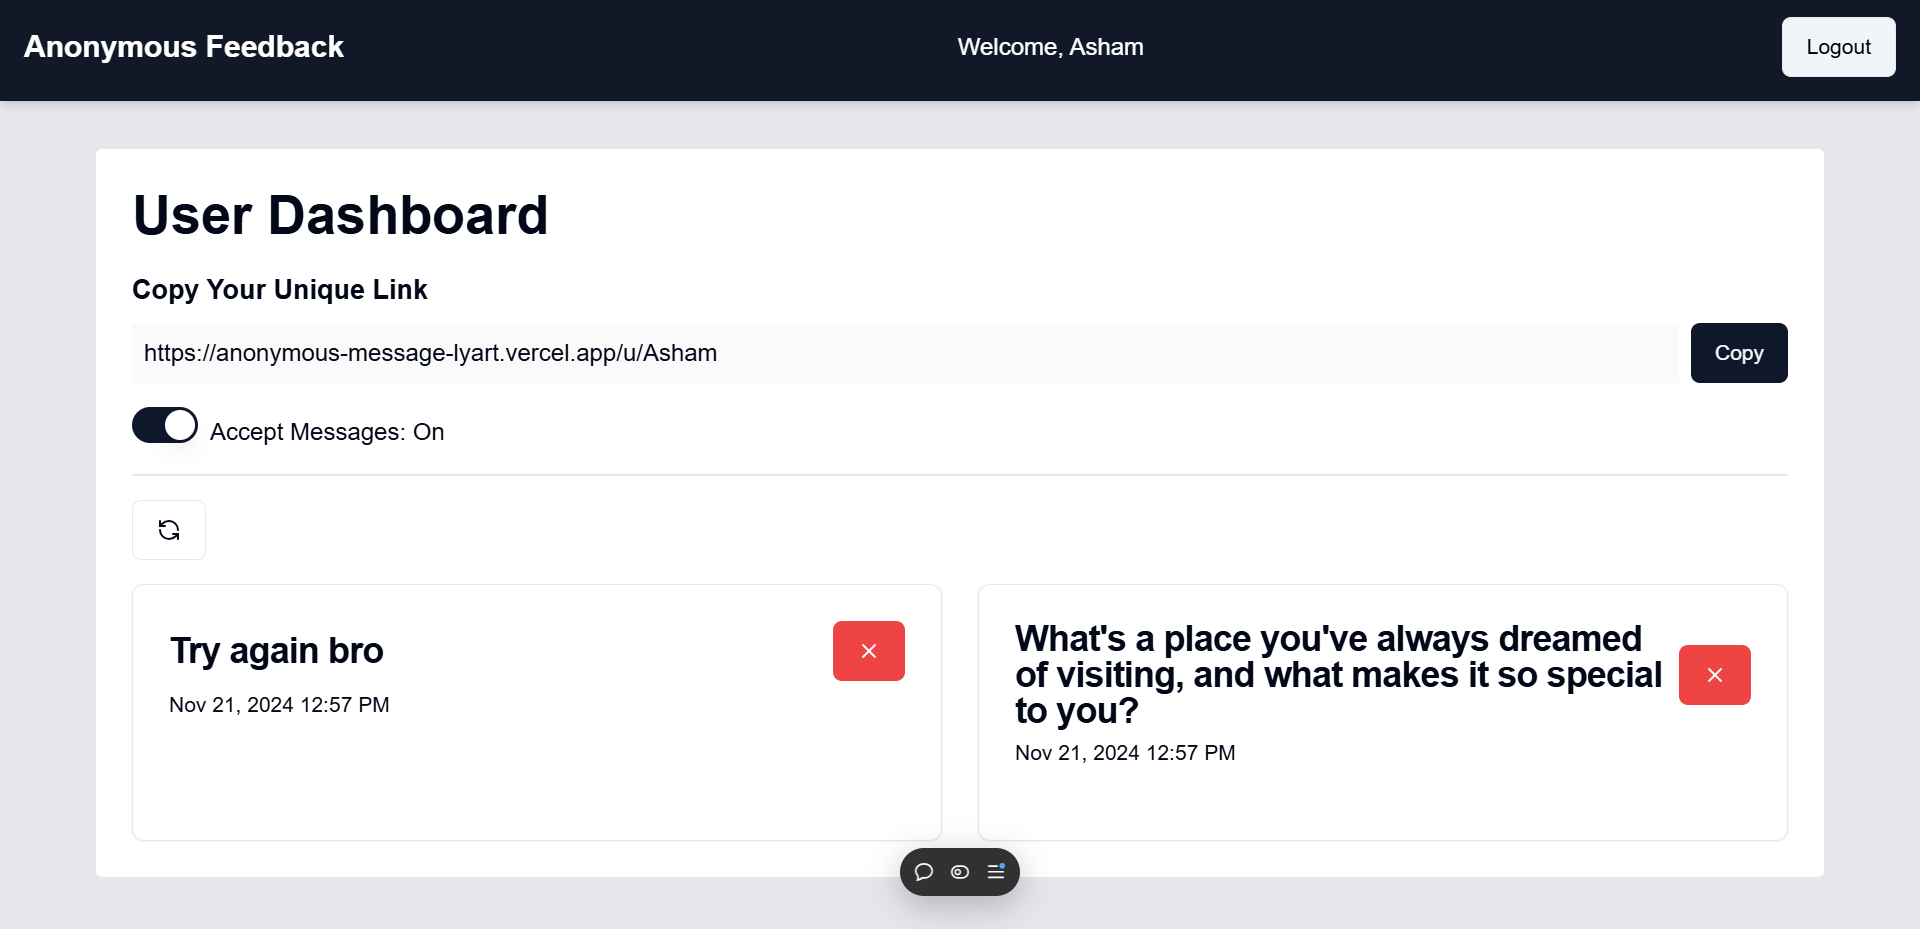 Anonymous Feedback
Welcome, Asham
Logout
User Dashboard
Copy Your Unique Link
https://anonymous-message-lyart.vercel.app/u/Asham
Copy
Accept Messages: On
Try again bro
Nov 21, 2024 12:57 PM
What's a place you've always dreamed
of visiting, and what makes it so special
to you?
Nov 21, 2024 12:57 PM